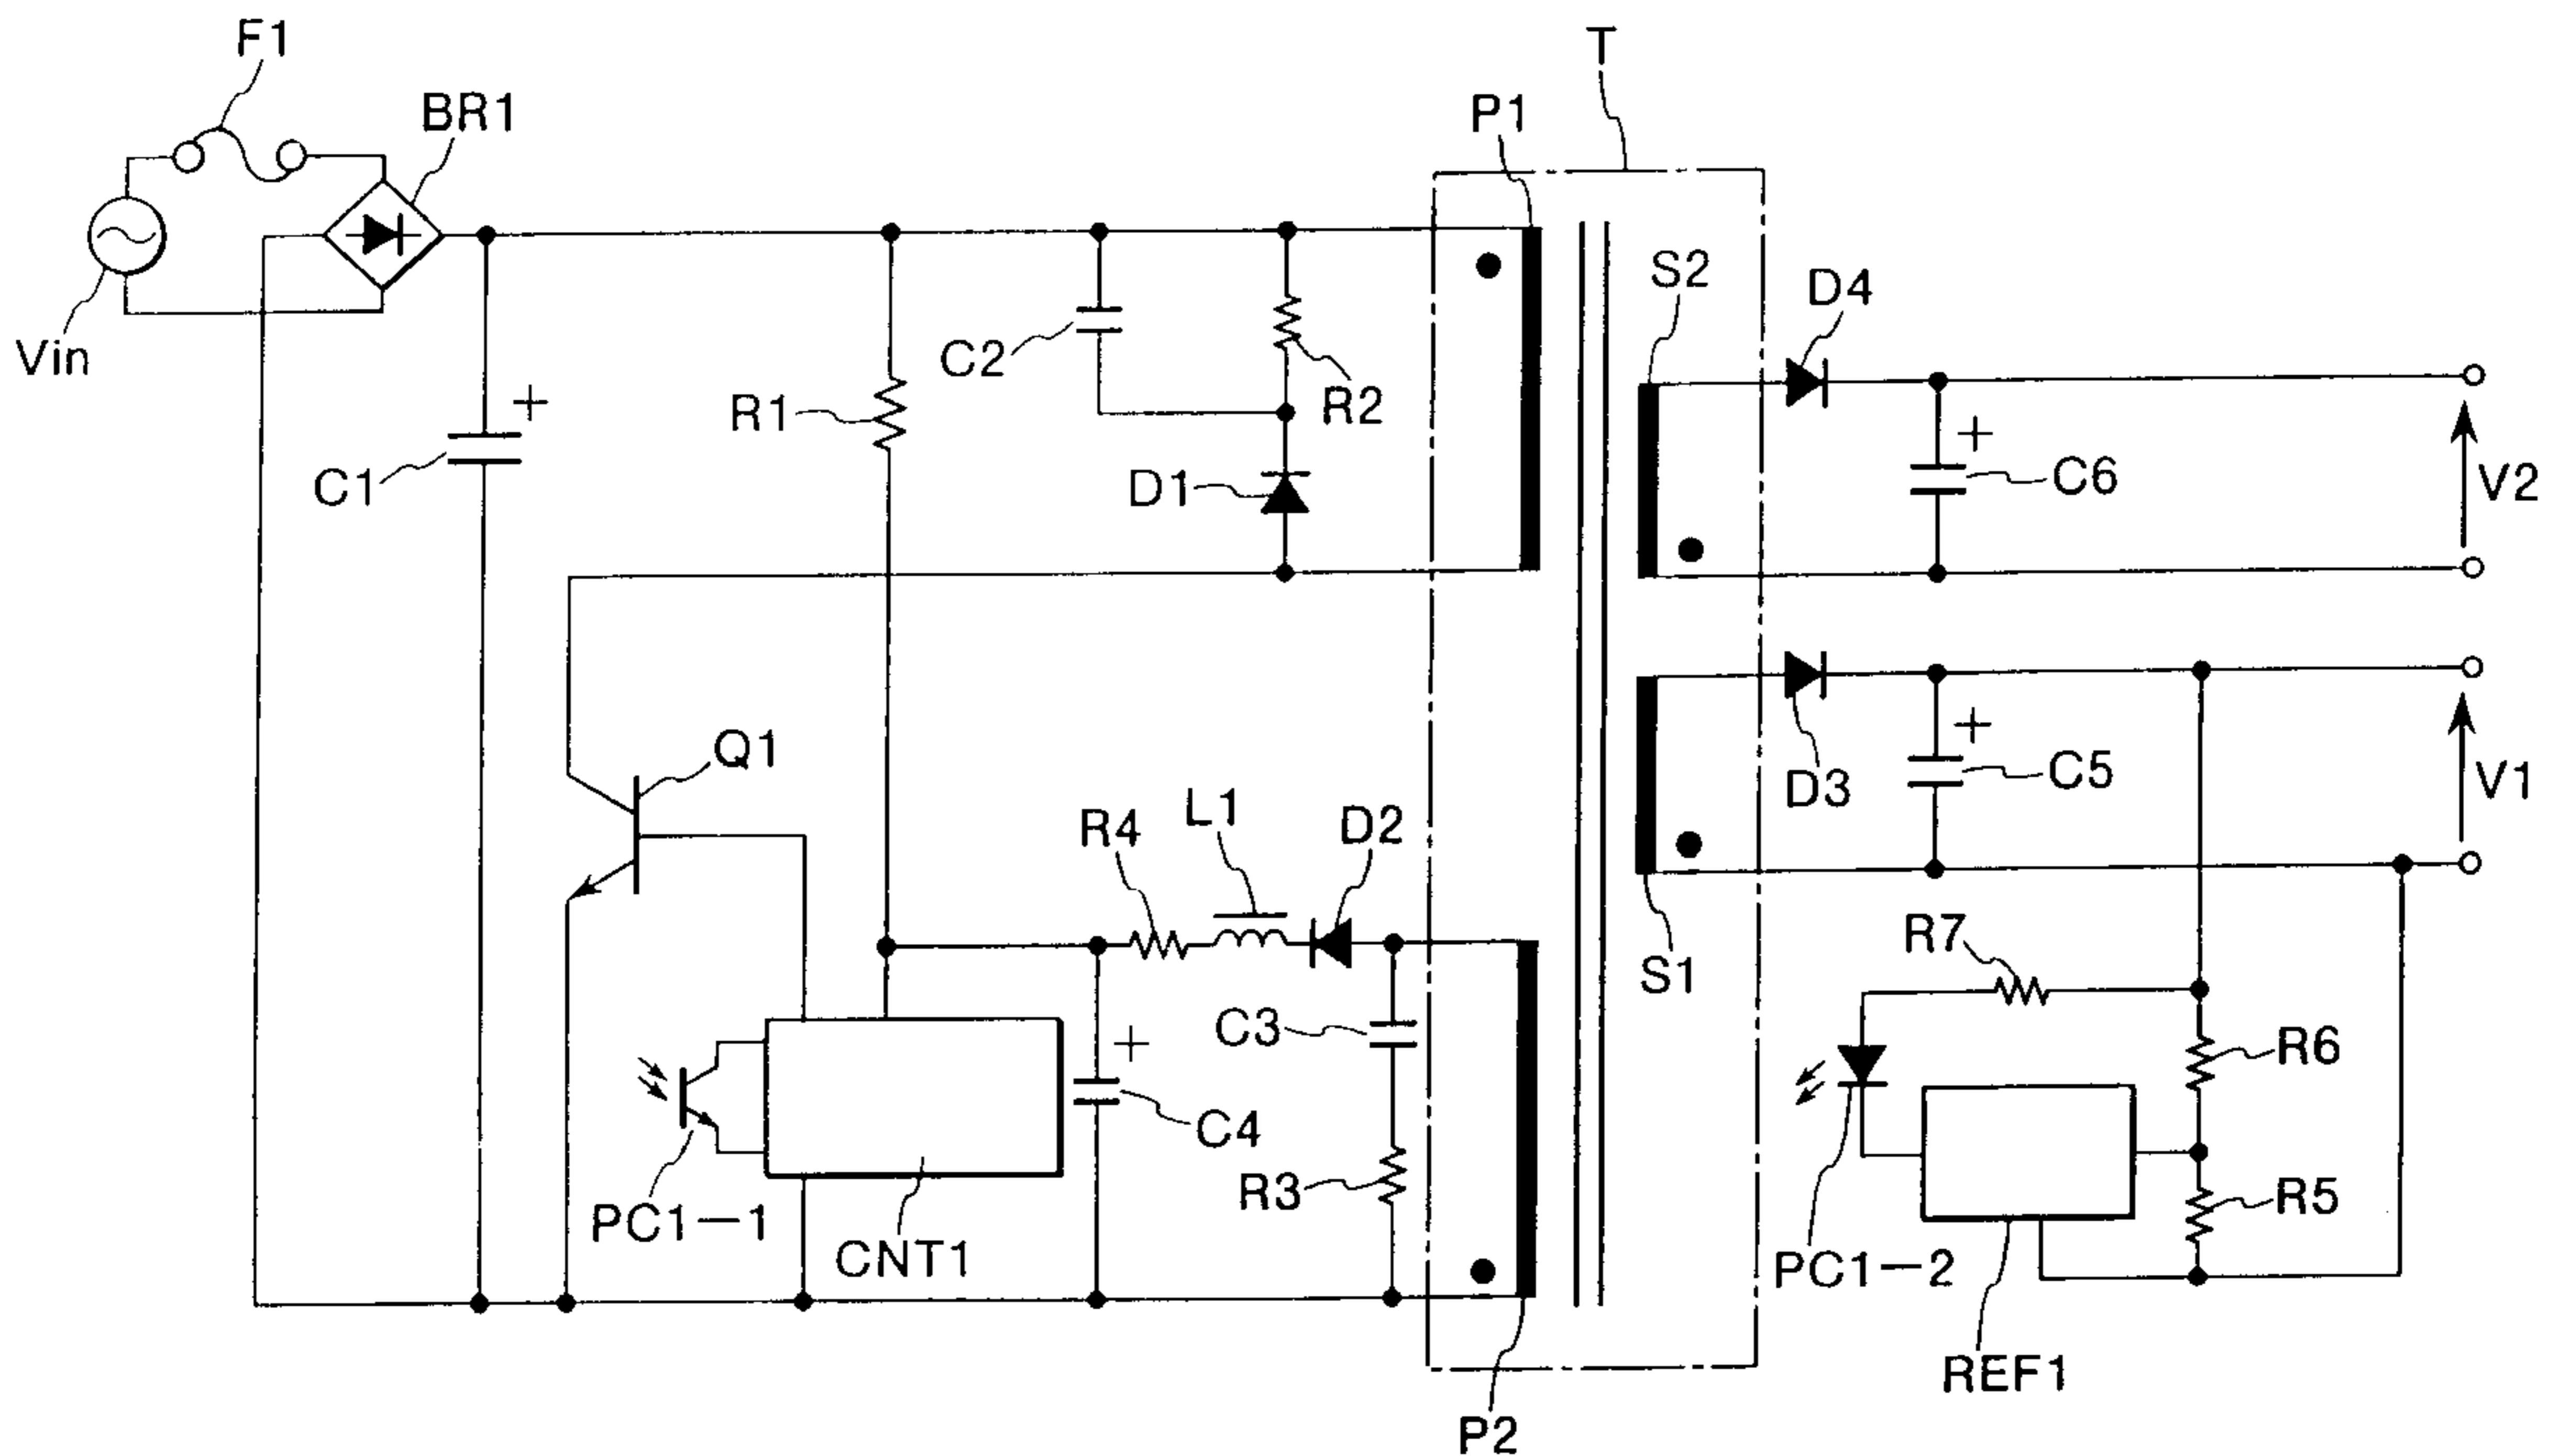 F1
T
BR1
P1
S2
D4
Vin
C2
R2
R1
+
+
C1
D1
C6
V2
Q1
+
D3
C5
V1
L1
R4
D2
R7
S1
C3
+
R6
C4
R3
R5
PC1-1
CNT1
PC1-2
REF1
P2